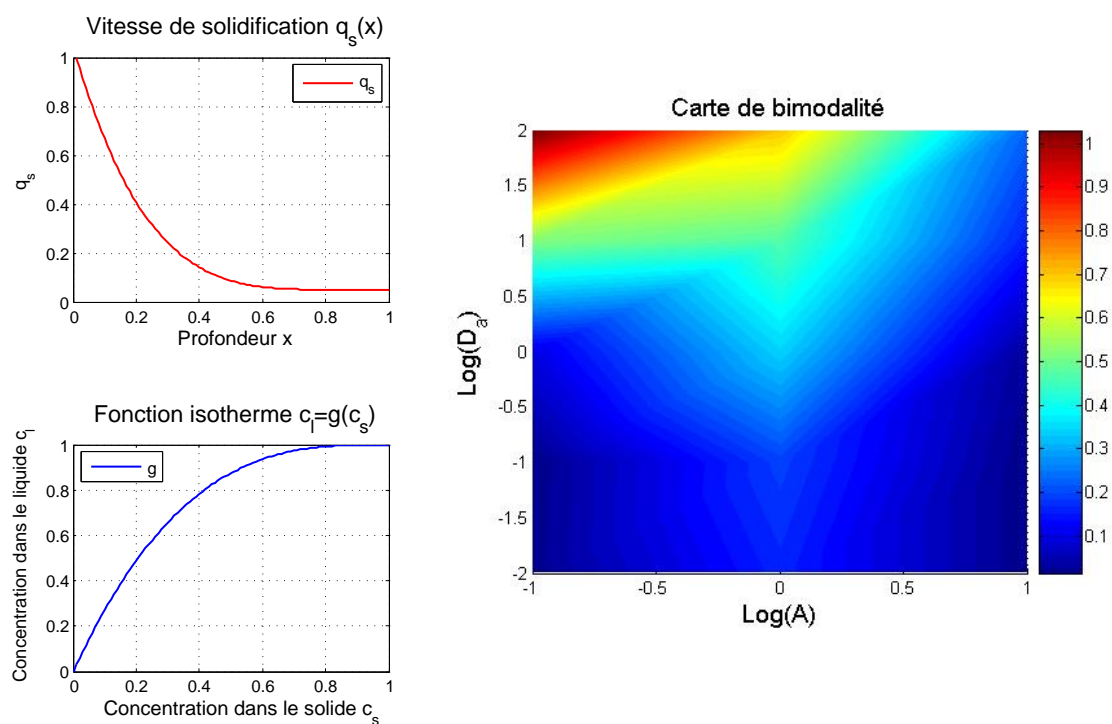 Vitesse de solidification q_s(x)
1
0.8
0.6
0.4
0.2
0
q_s
q_s
0 0.2 0.4 0.6 0.8 1
Profondeur x
Fonction isotherme c_l=g(c_s)
1
0.8
0.6
0.4
0.2
0
Concentration dans le liquide c_l
g
0 0.2 0.4 0.6 0.8 1
Concentration dans le solide c_s
Carte de bimodalité
2
1.5
1
0.5
0
-0.5
-1
-1.5
-2
Log(D_a)
-1 -0.5 0 0.5 1
Log(A)
1
0.9
0.8
0.7
0.6
0.5
0.4
0.3
0.2
0.1